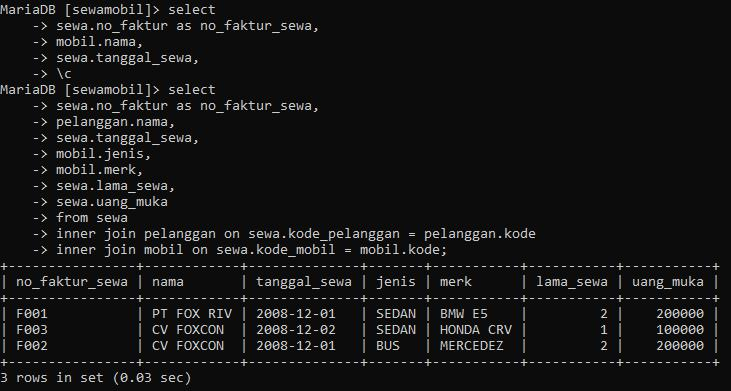 MariaDB [sewamobil]> select
    -> sewa.no_faktur as no_faktur_sewa,
    -> mobil.nama,
    -> sewa.tanggal_sewa,
    -> \c
MariaDB [sewamobil]> select
    -> sewa.no_faktur as no_faktur_sewa,
    -> pelanggan.nama,
    -> sewa.tanggal_sewa,
    -> mobil.jenis,
    -> mobil.merk,
    -> sewa.lama_sewa,
    -> sewa.uang_muka
    -> from sewa
    -> inner join pelanggan on sewa.kode_pelanggan = pelanggan.kode
    -> inner join mobil on sewa.kode_mobil = mobil.kode;
+----------------+------------+--------------+-------+-----------+-----------+-----------+
| no_faktur_sewa | nama       | tanggal_sewa | jenis | merk      | lama_sewa | uang_muka |
+----------------+------------+--------------+-------+-----------+-----------+-----------+
| F001           | PT FOX RIV | 2008-12-01   | SEDAN | BMW E5    |         2 |    200000 |
| F003           | CV FOXCON  | 2008-12-02   | SEDAN | HONDA CRV |         1 |    100000 |
| F002           | CV FOXCON  | 2008-12-01   | BUS   | MERCEDEZ  |         2 |    200000 |
+----------------+------------+--------------+-------+-----------+-----------+-----------+
3 rows in set (0.03 sec)